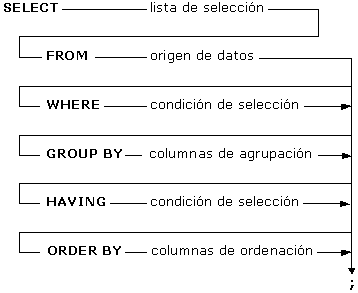 SELECT lista de selección
FROM origen de datos
WHERE condición de selección
GROUP BY columnas de agrupación
HAVING condición de selección
ORDER BY columnas de ordenación
;